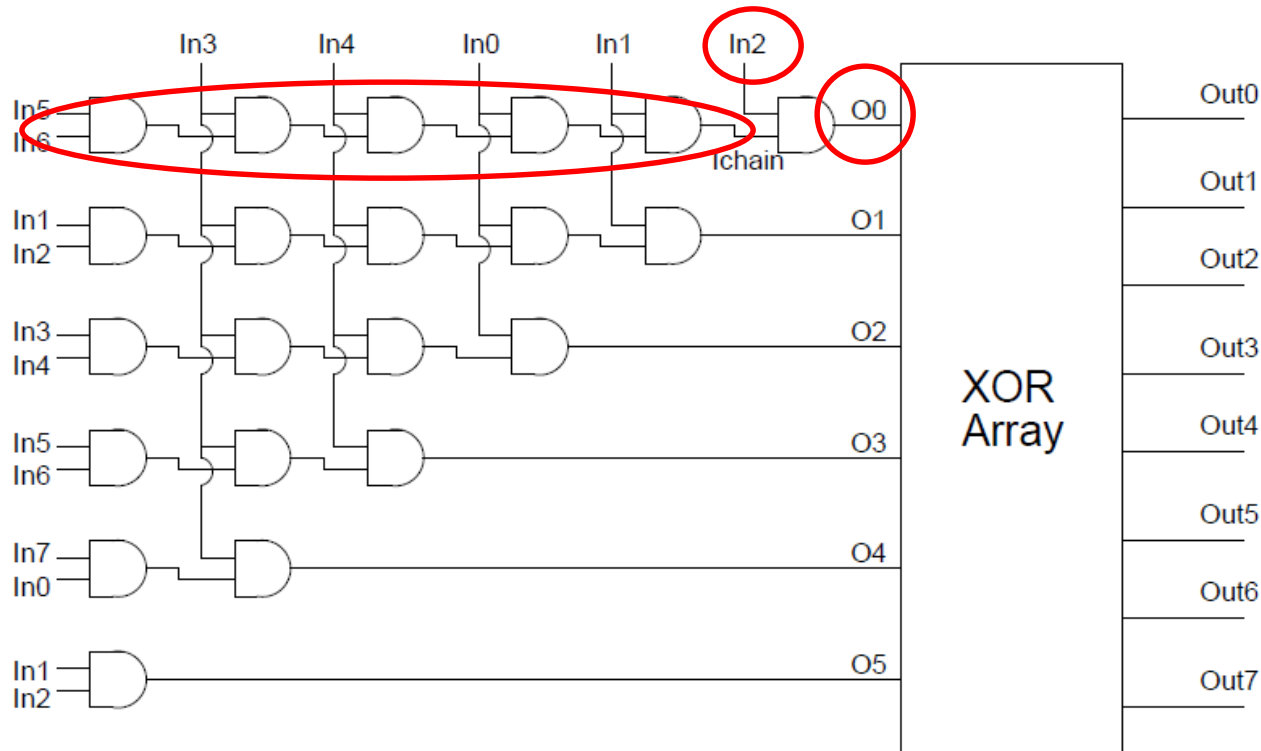 In3 In4 In0 In1 In2
In5 O0 Out0
In6
Ichain
In1 O1 Out1
In2
Out2
In3 O2 Out3
In4
XOR
Array
In5 O3 Out4
In6
Out5
In7 O4
In0
Out6
In1 O5 Out7
In2